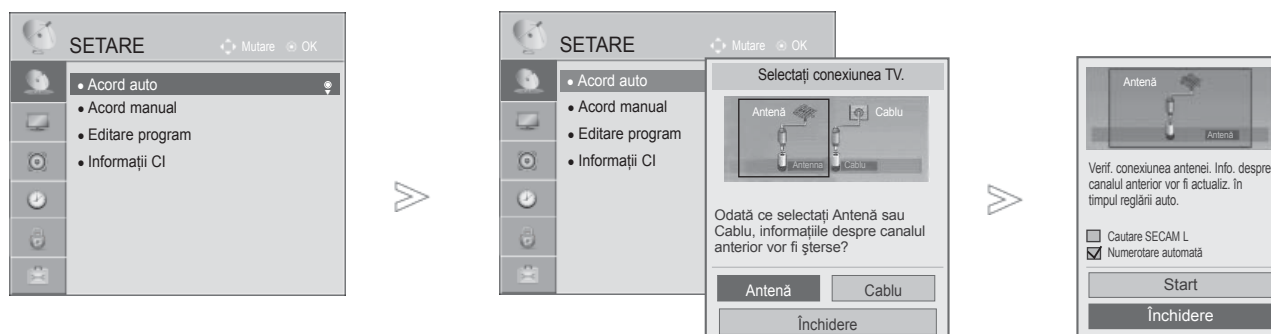 SETARE
Mutare OK
Acord auto
Acord manual
Editare program
Informații CI
SETARE
Mutare OK
Acord auto
Acord manual
Editare program
Informații CI
Selectați conexiunea TV.
Antenă Cablu
Antenna Cablu
Odată ce selectați Antenă sau
Cablu, informațiile despre canalul
anterior vor fi şterse?
Antenă Cablu
Închidere
Antenă
Antenă
Verif. conexiunea antenei. Info. despre
canalul anterior vor fi actualiz. în
timpul reglării auto.
Cautare SECAM L
Numerotare automată
Start
Închidere